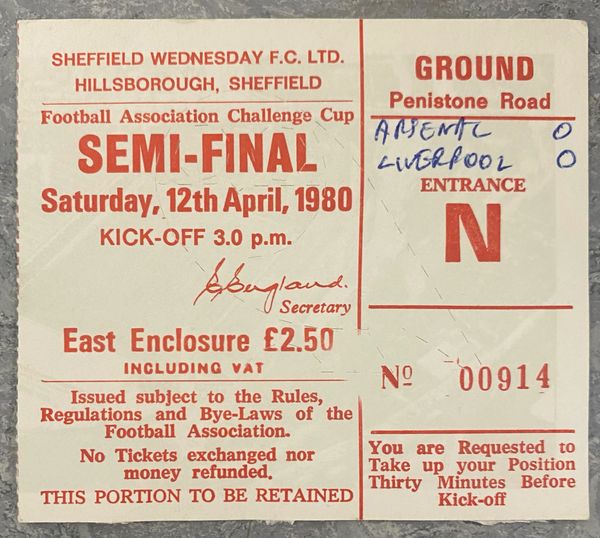 SHEFFIELD WEDNESDAY F.C. LTD.
HILLSBOROUGH, SHEFFIELD
Football Association Challenge Cup
SEMI-FINAL
Saturday, 12th April, 1980
KICK-OFF 3.0 p.m.
E England.
Secretary
East Enclosure £2.50
INCLUDING VAT
Issued subject to the Rules,
Regulations and Bye-Laws of the
Football Association.
No Tickets exchanged nor
money refunded.
THIS PORTION TO BE RETAINED
GROUND
Penistone Road
ARSENAL 0
LIVERPOOL 0
ENTRANCE
N
Nº 00914
You are Requested to
Take up your Position
Thirty Minutes Before
Kick-off